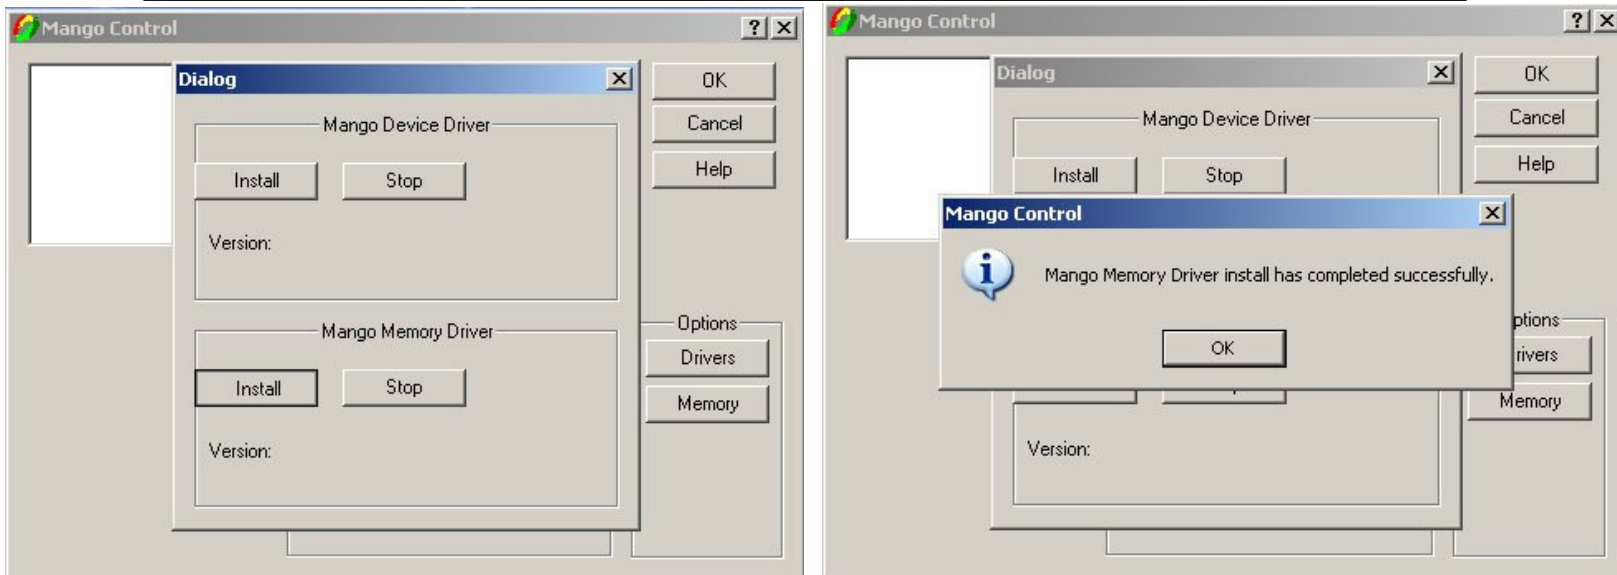 Mango Control
Dialog
OK
Mango Device Driver
Cancel
Install Stop
Help
Version:
Mango Memory Driver
Options
Drivers
Install Stop
Memory
Version:
Mango Control
Dialog
OK
Mango Device Driver
Cancel
Install Stop
Help
Mango Control
Mango Memory Driver install has completed successfully.
OK
ptions
rivers
Memory
Version: